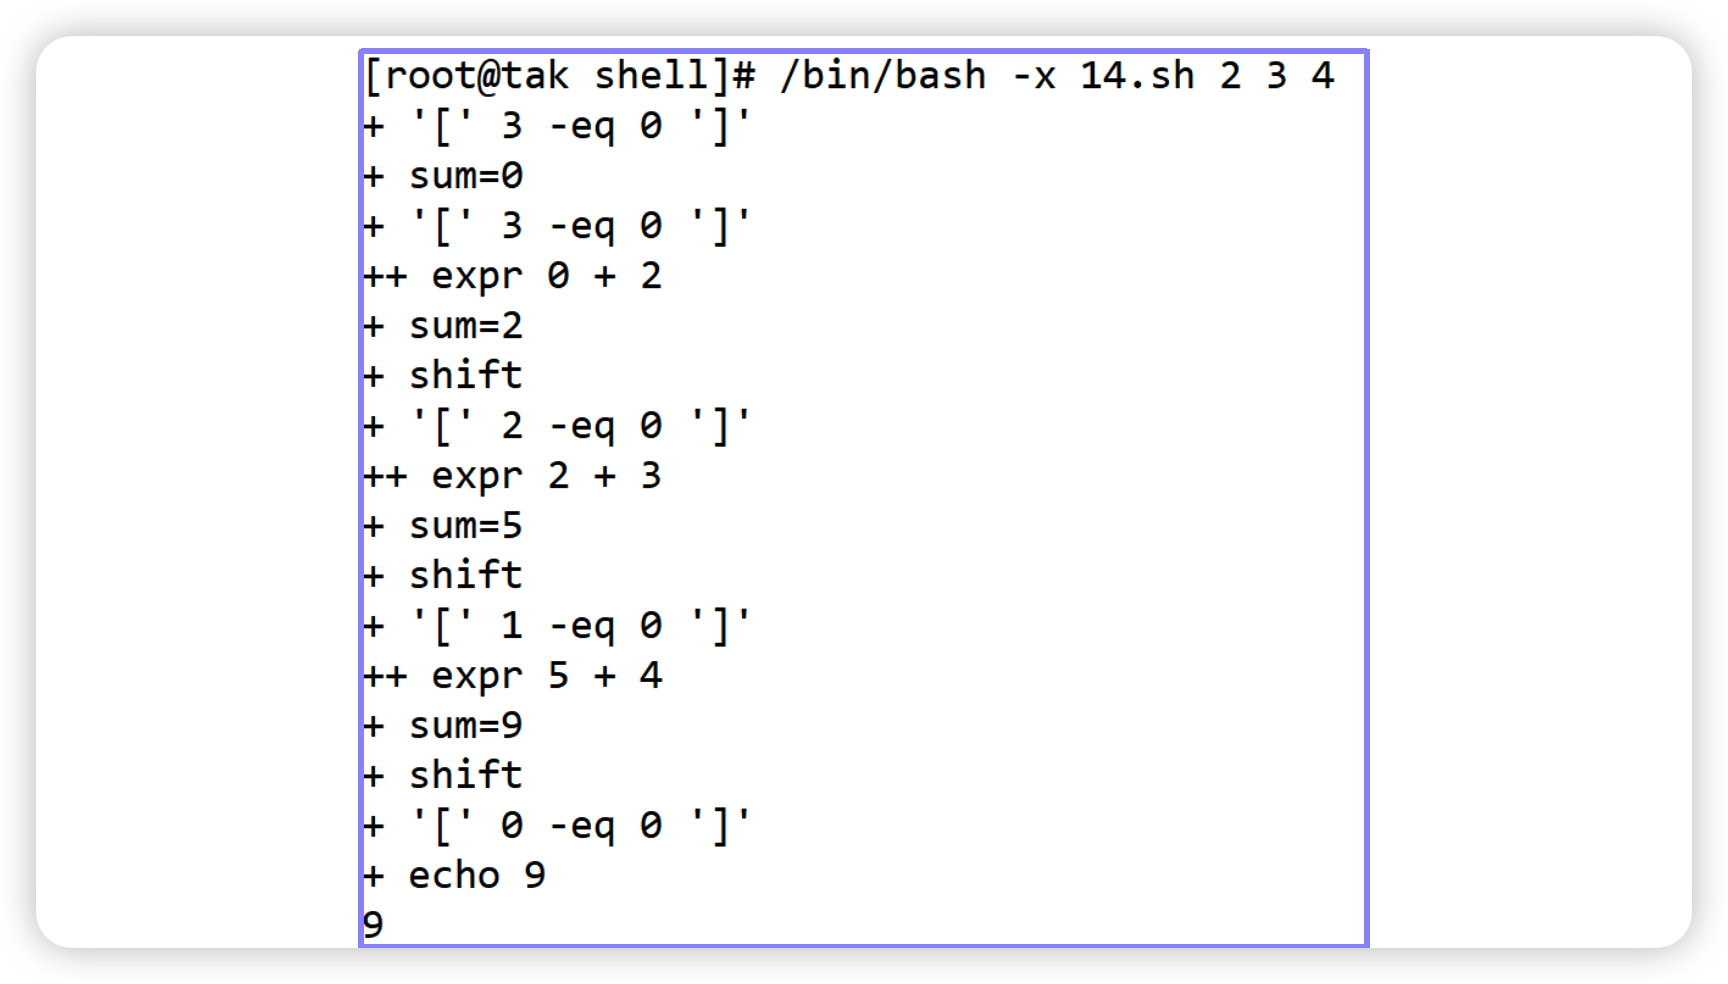 [root@tak shell]# /bin/bash -x 14.sh 2 3 4
+ '[' 3 -eq 0 ']'
+ sum=0
+ '[' 3 -eq 0 ']'
++ expr 0 + 2
+ sum=2
+ shift
+ '[' 2 -eq 0 ']'
++ expr 2 + 3
+ sum=5
+ shift
+ '[' 1 -eq 0 ']'
++ expr 5 + 4
+ sum=9
+ shift
+ '[' 0 -eq 0 ']'
+ echo 9
9